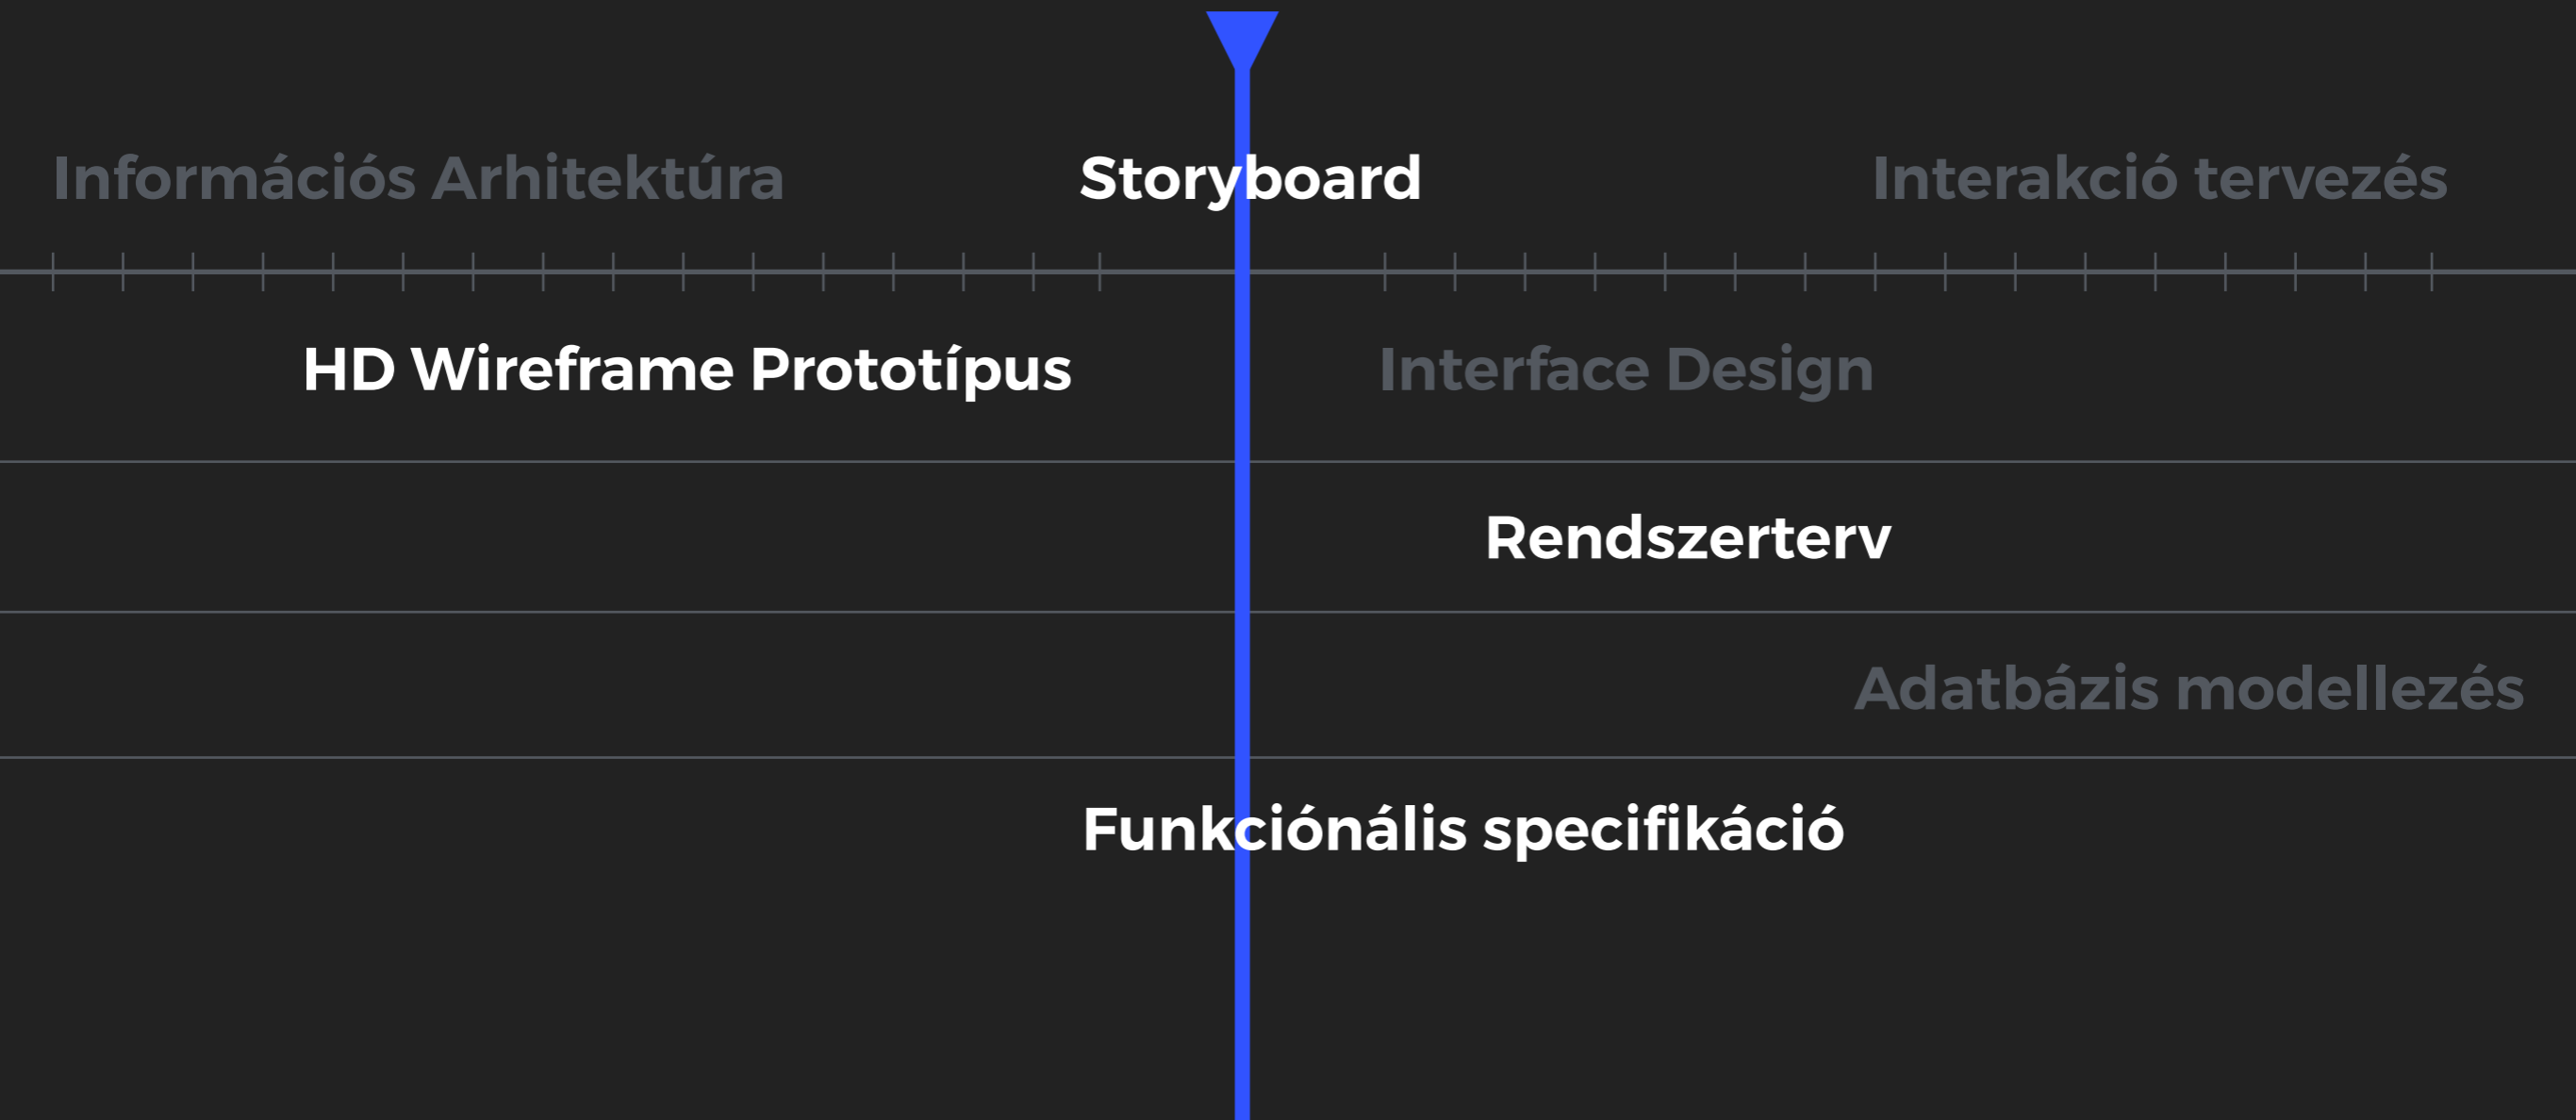 Információs Arhitektúra
Storyboard
Interakció tervezés
HD Wireframe Prototípus
Interface Design
Rendszerterv
Adatbázis modellezés
Funkciónális specifikáció